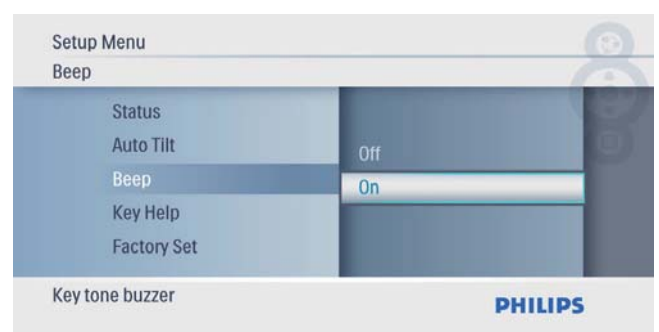 Setup Menu
Beep
Status
Auto Tilt
Beep
Key Help
Factory Set
Off
On
Key tone buzzer
PHILIPS